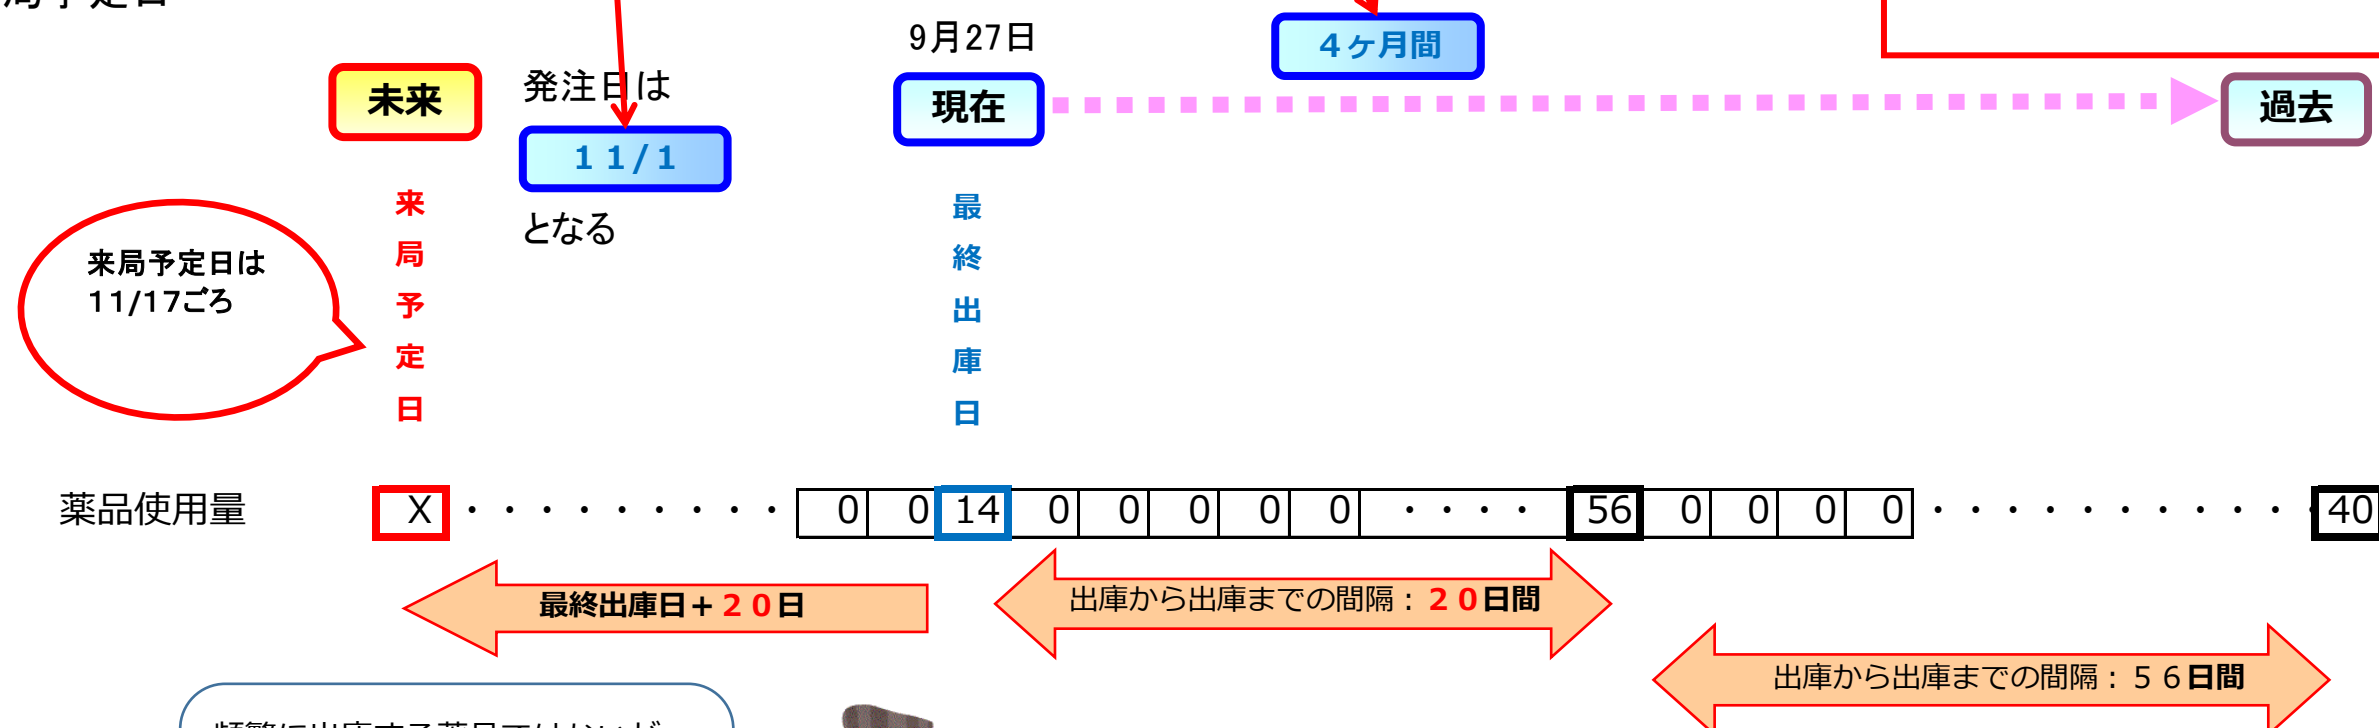 9月27日
4ヶ月間
未来
発注日は
現在
過去
11/1
となる
来局予定日
最終出庫日
来局予定日は
11/17ごろ
薬品使用量
X・・・・・・・・・0 0 14 0 0 0 0 0 ・・・・ 56 0 0 0 0・・・・・・・・・・・40
最終出庫日+20日
出庫から出庫までの間隔：20日間
出庫から出庫までの間隔：56日間